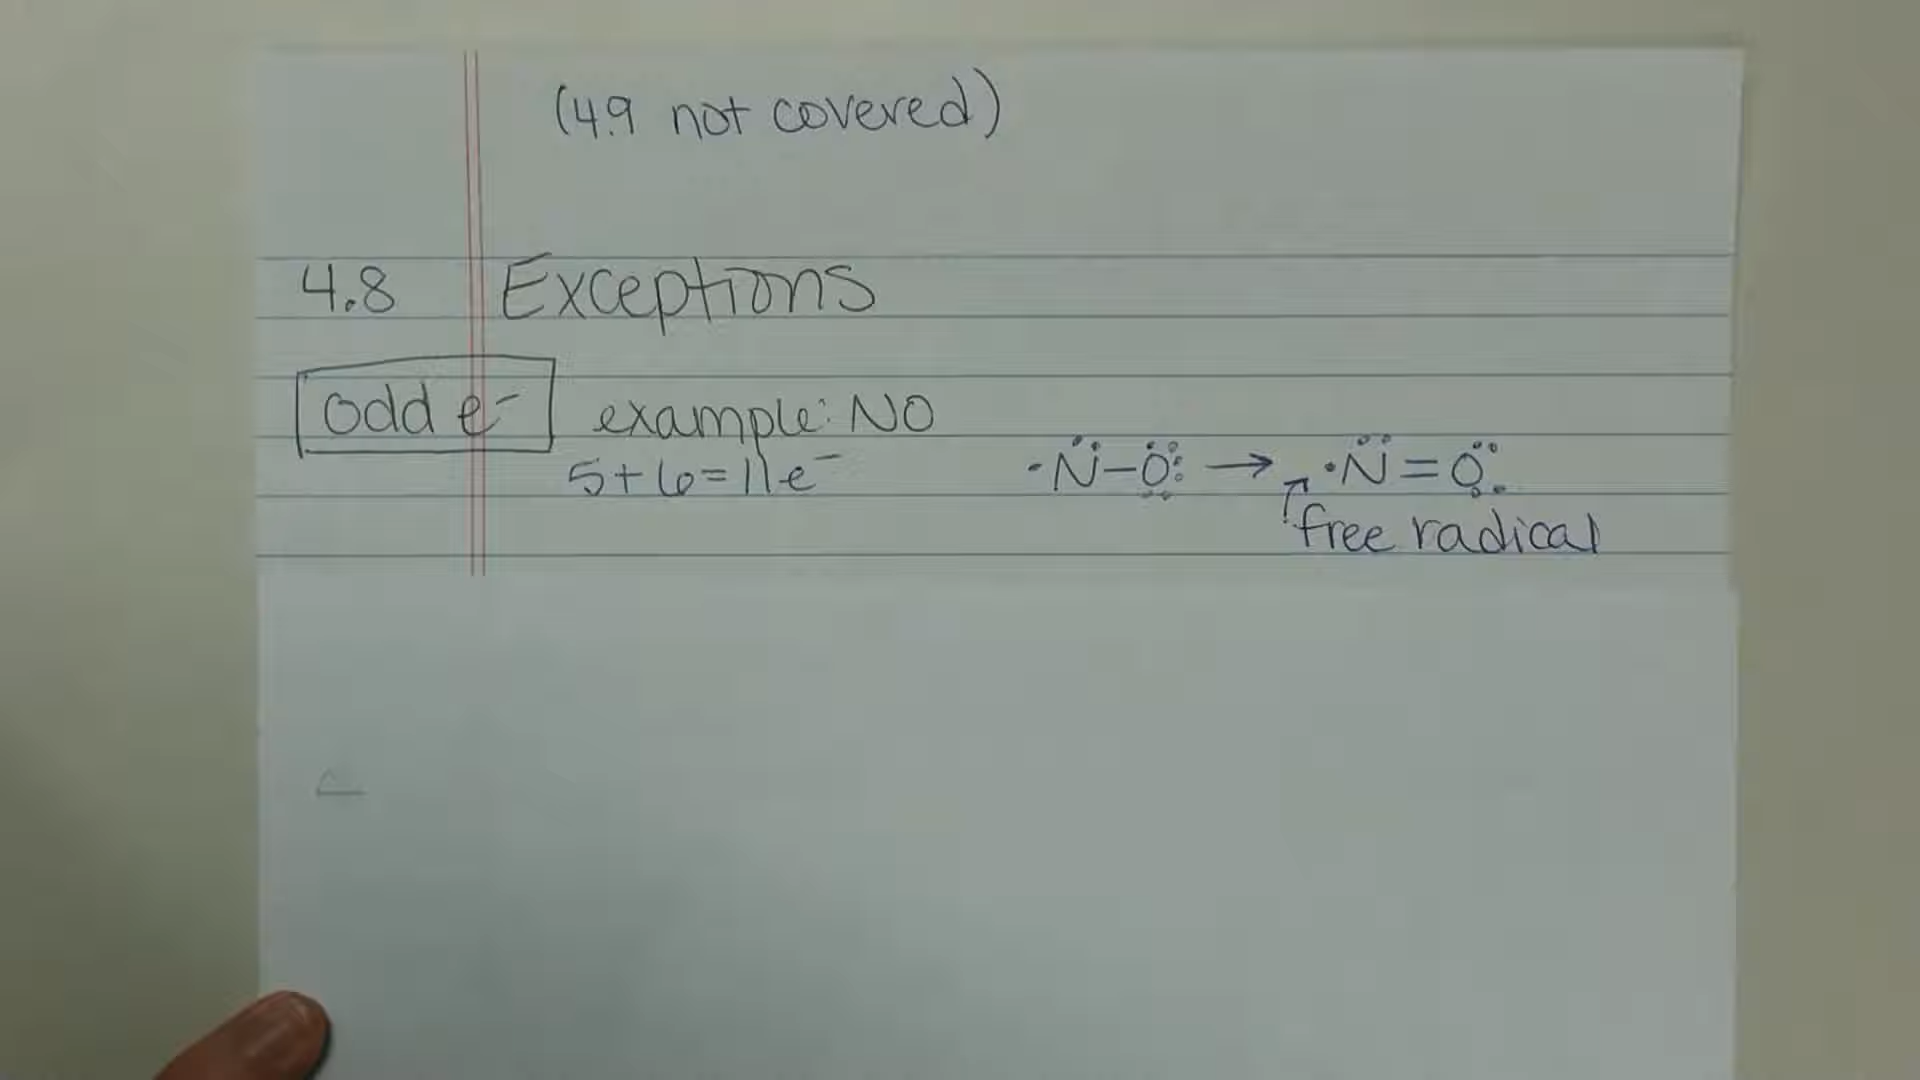 (4.9 not covered)
4.8 Exceptions
odd e⁻ example: NO
5+6=11e⁻ ·N̈–Ö: → ·N̈=Ö:
free radical